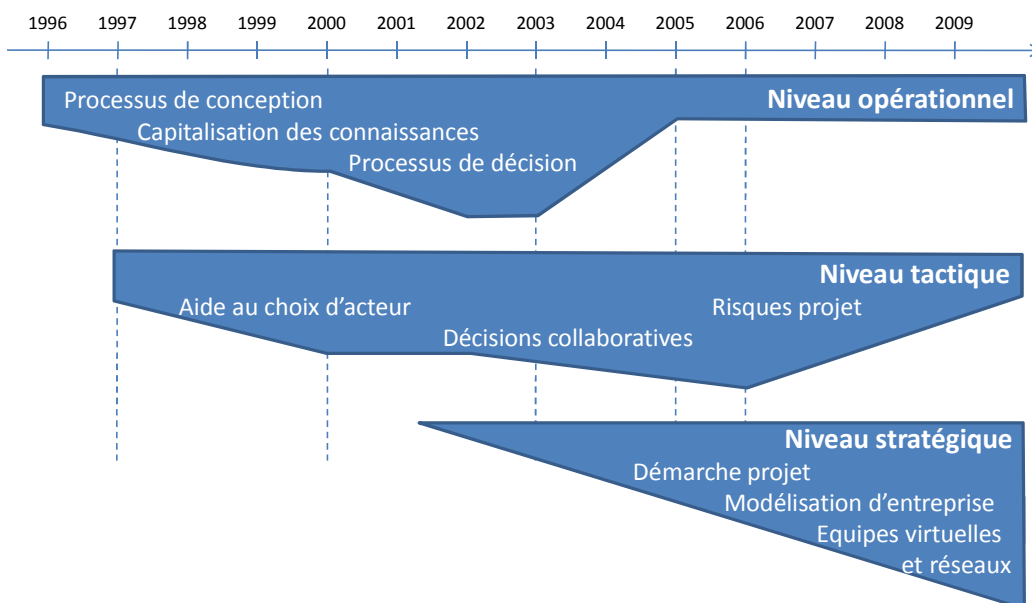 1996 1997 1998 1999 2000 2001 2002 2003 2004 2005 2006 2007 2008 2009
Processus de conception
Niveau opérationnel
Capitalisation des connaissances
Processus de décision
Niveau tactique
Aide au choix d’acteur
Risques projet
Décisions collaboratives
Niveau stratégique
Démarche projet
Modélisation d’entreprise
Equipes virtuelles
et réseaux